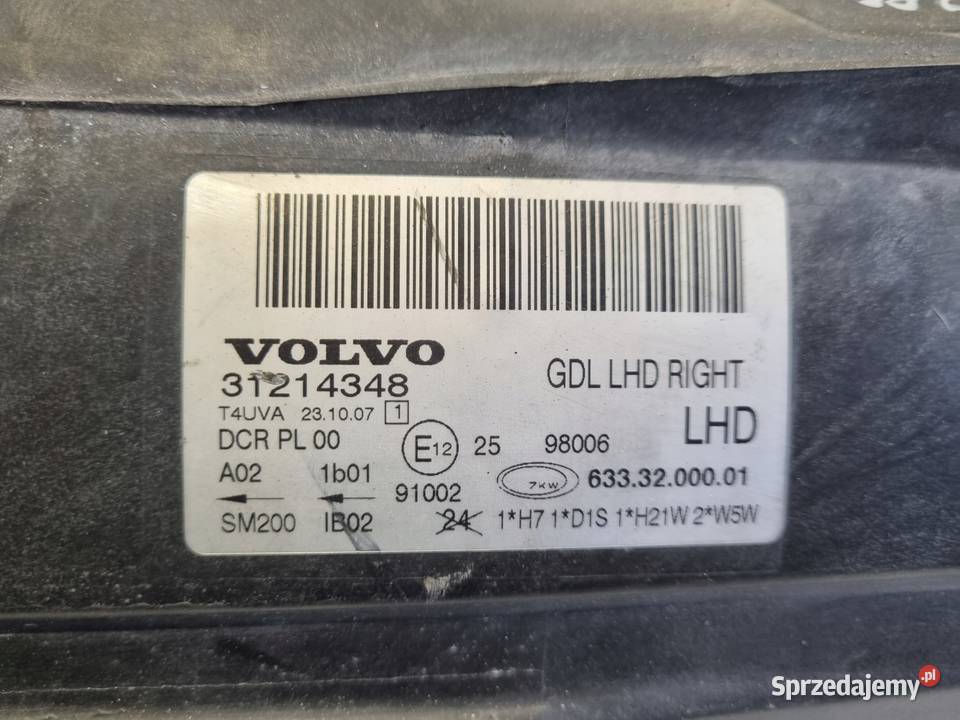 VOLVO
31214348
GDL LHD RIGHT
T4UVA 23.10.07 1
LHD
DCR PL 00
E12 25 98006
A02 1b01
91002
ZKW 633.32.000.01
SM200 IB02
24 1*H7 1*D1S 1*H21W 2*W5W
Sprzedajemy.pl